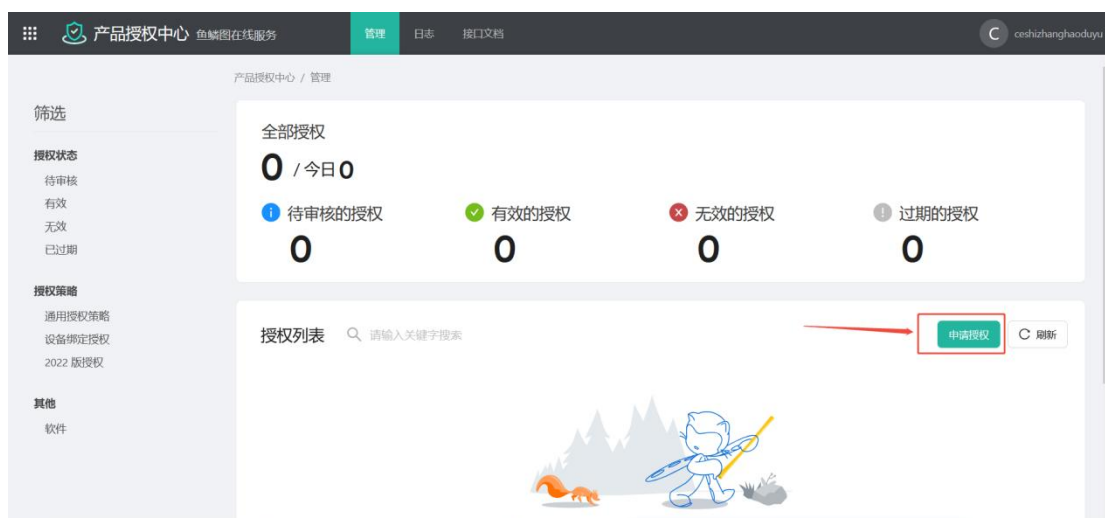 产品授权中心 鱼鳞图在线服务 管理 日志 接口文档 C ceshizhanghaoduyu
产品授权中心 / 管理
筛选
授权状态
待审核
有效
无效
已过期
授权策略
通用授权策略
设备绑定授权
2022 版授权
其他
软件
全部授权
0 / 今日 0
待审核的授权 有效的授权 无效的授权 过期的授权
0 0 0 0
授权列表 请输入关键字搜索 申请授权 刷新